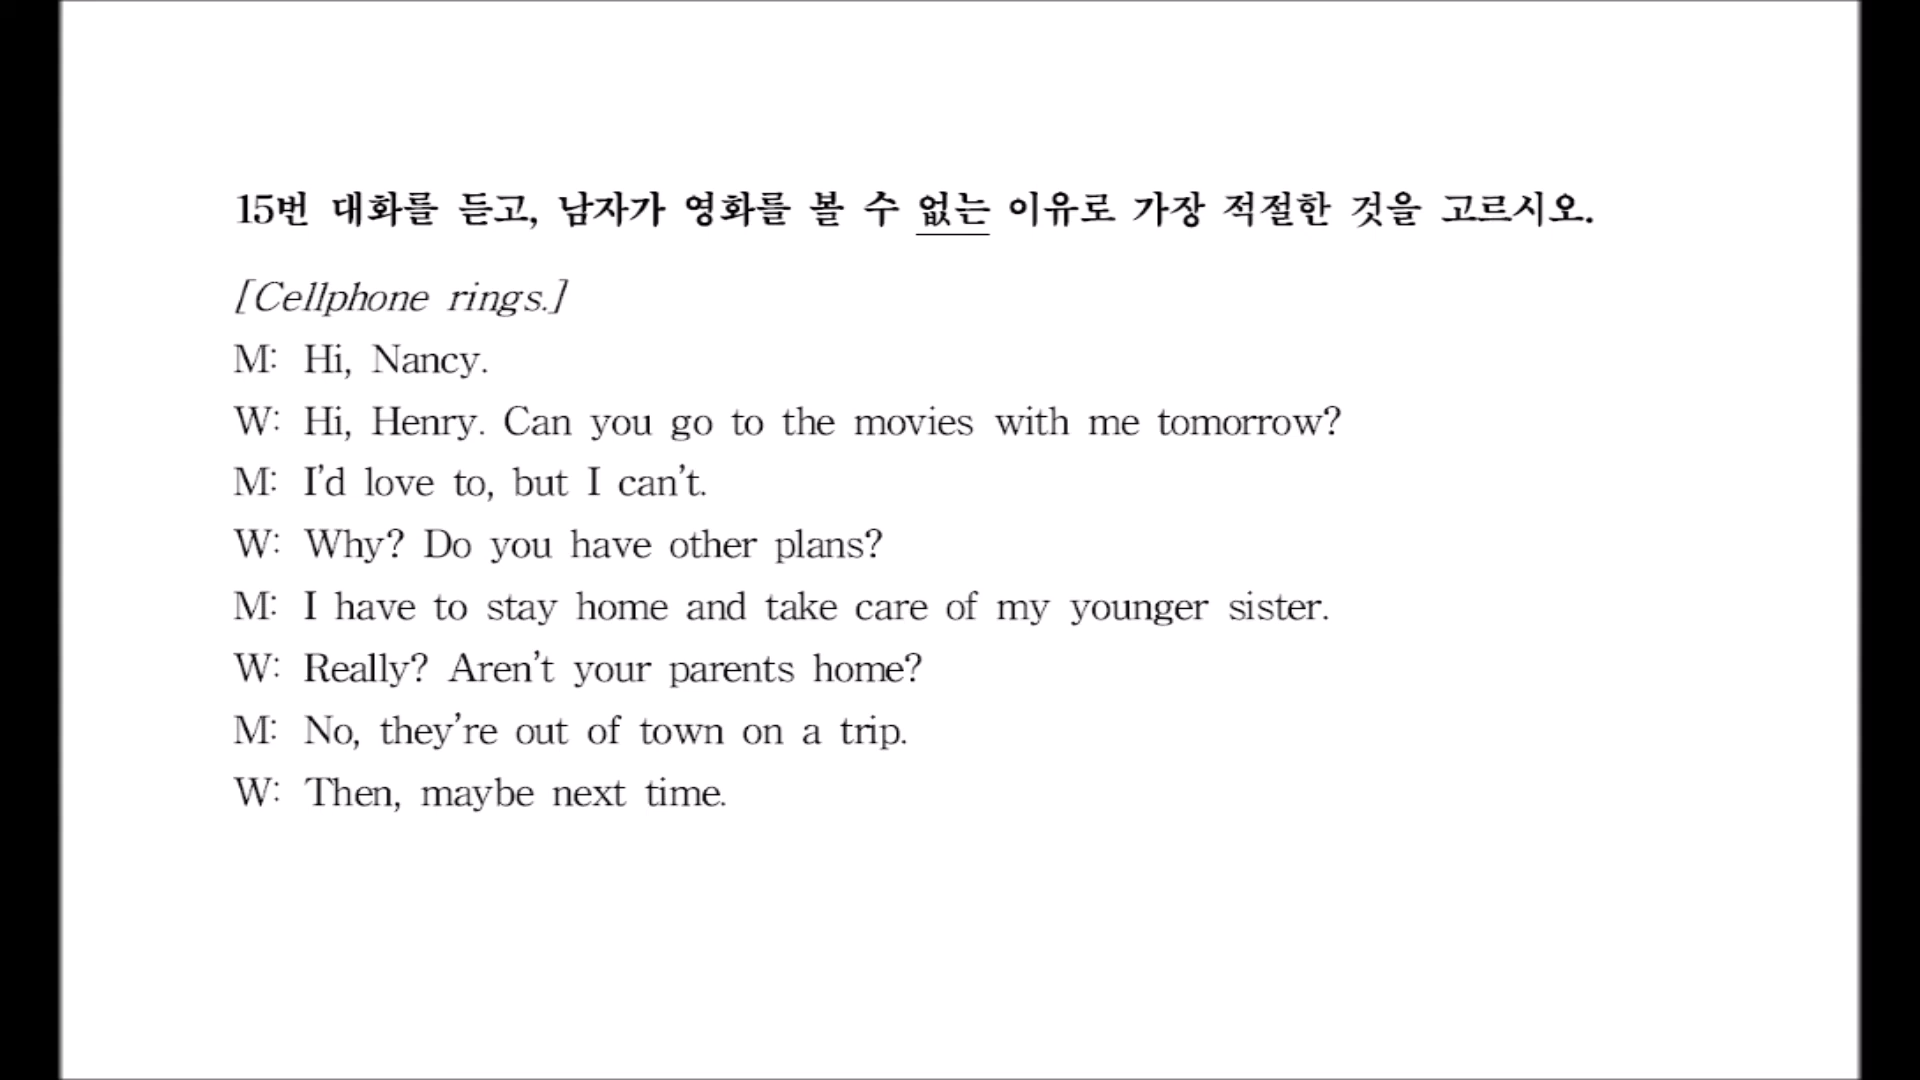 15번 대화를 듣고, 남자가 영화를 볼 수 없는 이유로 가장 적절한 것을 고르시오.
[Cellphone rings.]
M: Hi, Nancy.
W: Hi, Henry. Can you go to the movies with me tomorrow?
M: I’d love to, but I can’t.
W: Why? Do you have other plans?
M: I have to stay home and take care of my younger sister.
W: Really? Aren’t your parents home?
M: No, they’re out of town on a trip.
W: Then, maybe next time.